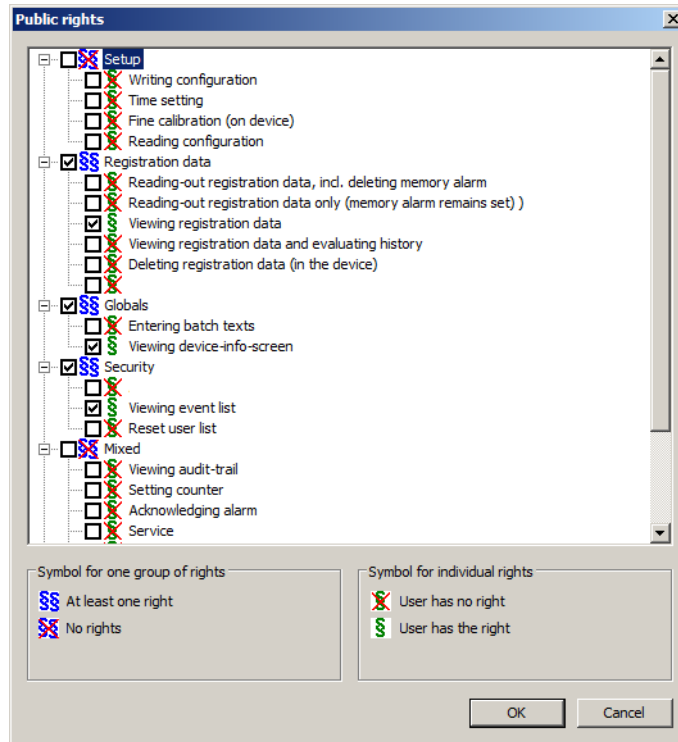 Public rights
Setup
Writing configuration
Time setting
Fine calibration (on device)
Reading configuration
Registration data
Reading-out registration data, incl. deleting memory alarm
Reading-out registration data only (memory alarm remains set) )
Viewing registration data
Viewing registration data and evaluating history
Deleting registration data (in the device)
Globals
Entering batch texts
Viewing device-info-screen
Security
Viewing event list
Reset user list
Mixed
Viewing audit-trail
Setting counter
Acknowledging alarm
Service
Symbol for one group of rights
§§ At least one right
§§ No rights
Symbol for individual rights
§ User has no right
§ User has the right
OK
Cancel